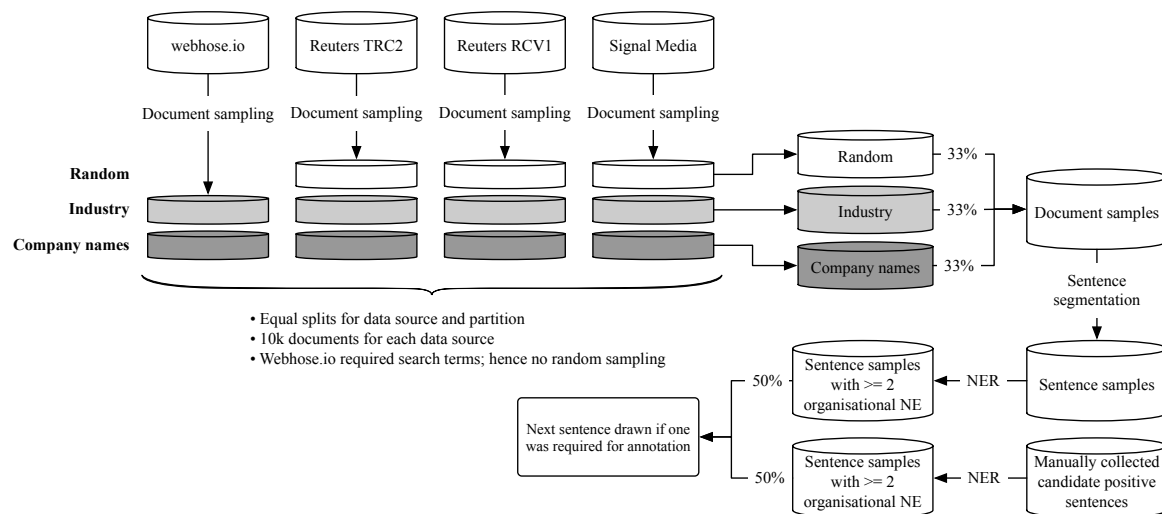 webhose.io
Reuters TRC2
Reuters RCV1
Signal Media
Document sampling
Document sampling
Document sampling
Document sampling
Random
Random
33%
Industry
Industry
33%
Document samples
Company names
Company names
33%
Sentence
segmentation
• Equal splits for data source and partition
• 10k documents for each data source
• Webhose.io required search terms; hence no random sampling
Sentence samples
with >= 2
organisational NE
50%
NER
Sentence samples
Next sentence drawn if one
was required for annotation
50%
Sentence samples
with >= 2
organisational NE
NER
Manually collected
candidate positive
sentences